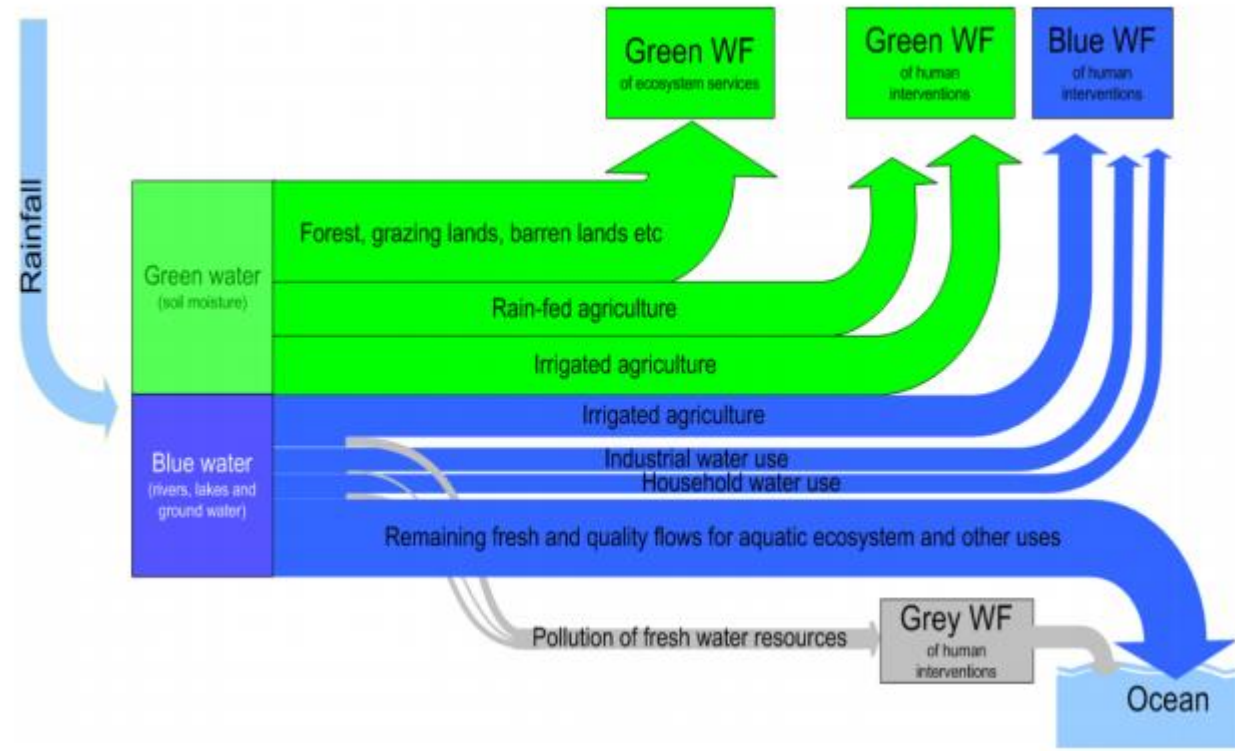 Green WF
of ecosystem services
Green WF
of human
interventions
Blue WF
of human
interventions
Rainfall
Green water
(soil moisture)
Forest, grazing lands, barren lands etc
Rain-fed agriculture
Irrigated agriculture
Blue water
(rivers, lakes and
ground water)
Irrigated agriculture
Industrial water use
Household water use
Remaining fresh and quality flows for aquatic ecosystem and other uses
Pollution of fresh water resources
Grey WF
of human
interventions
Ocean